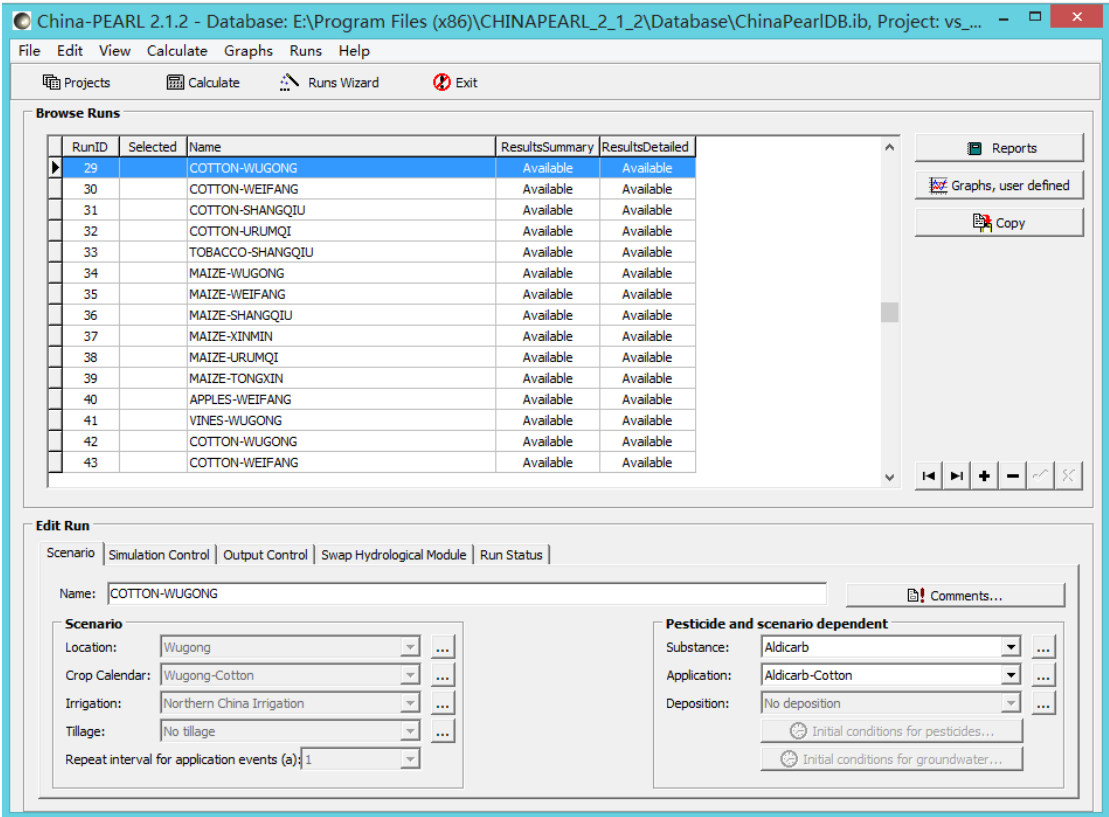 China-PEARL 2.1.2 - Database: E:\Program Files (x86)\CHINAPEARL_2_1_2\Database\ChinaPearlDB.ib, Project: vs_...
File Edit View Calculate Graphs Runs Help
Projects Calculate Runs Wizard Exit
Browse Runs
RunID Selected Name ResultsSummary ResultsDetailed
29 COTTON-WUGONG Available Available
30 COTTON-WEIFANG Available Available
31 COTTON-SHANGQIU Available Available
32 COTTON-URUMQI Available Available
33 TOBACCO-SHANGQIU Available Available
34 MAIZE-WUGONG Available Available
35 MAIZE-WEIFANG Available Available
36 MAIZE-SHANGQIU Available Available
37 MAIZE-XINMIN Available Available
38 MAIZE-URUMQI Available Available
39 MAIZE-TONGXIN Available Available
40 APPLES-WEIFANG Available Available
41 VINES-WUGONG Available Available
42 COTTON-WUGONG Available Available
43 COTTON-WEIFANG Available Available
Reports
Graphs, user defined
Copy
Edit Run
Scenario Simulation Control Output Control Swap Hydrological Module Run Status
Name: COTTON-WUGONG Comments...
Scenario
Location: Wugong ...
Crop Calendar: Wugong-Cotton ...
Irrigation: Northern China Irrigation ...
Tillage: No tillage ...
Repeat interval for application events (a): 1
Pesticide and scenario dependent
Substance: Aldicarb ...
Application: Aldicarb-Cotton ...
Deposition: No deposition ...
Initial conditions for pesticides...
Initial conditions for groundwater...